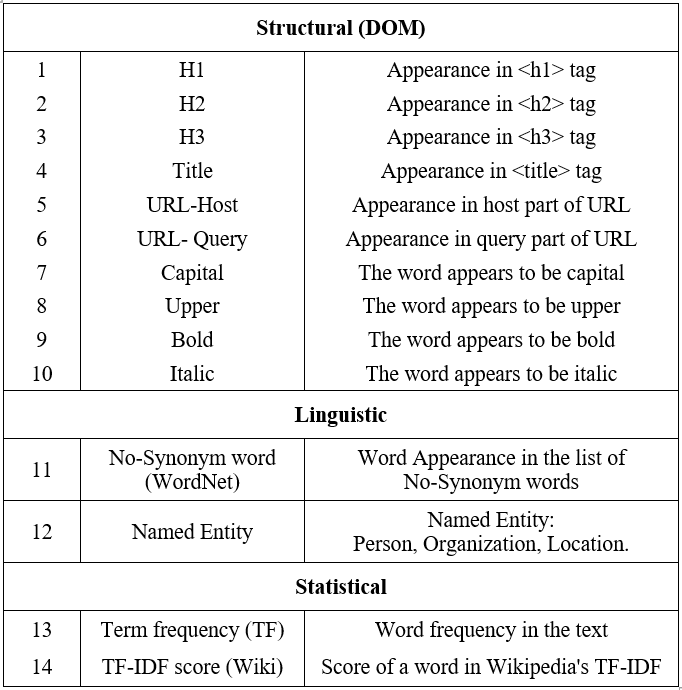 Structural (DOM)
1 H1 Appearance in <h1> tag
2 H2 Appearance in <h2> tag
3 H3 Appearance in <h3> tag
4 Title Appearance in <title> tag
5 URL-Host Appearance in host part of URL
6 URL- Query Appearance in query part of URL
7 Capital The word appears to be capital
8 Upper The word appears to be upper
9 Bold The word appears to be bold
10 Italic The word appears to be italic
Linguistic
11 No-Synonym word (WordNet) Word Appearance in the list of No-Synonym words
12 Named Entity Named Entity: Person, Organization, Location.
Statistical
13 Term frequency (TF) Word frequency in the text
14 TF-IDF score (Wiki) Score of a word in Wikipedia's TF-IDF